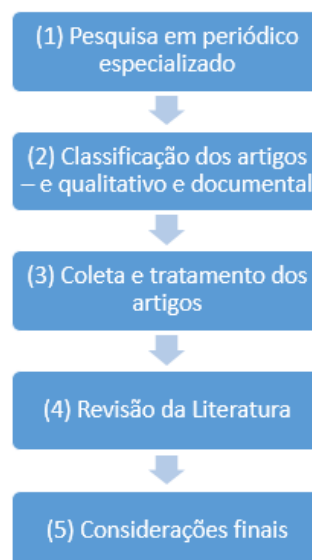 (1) Pesquisa em periódico
especializado
(2) Classificação dos artigos
– e qualitativo e documental
(3) Coleta e tratamento dos
artigos
(4) Revisão da Literatura
(5) Considerações finais